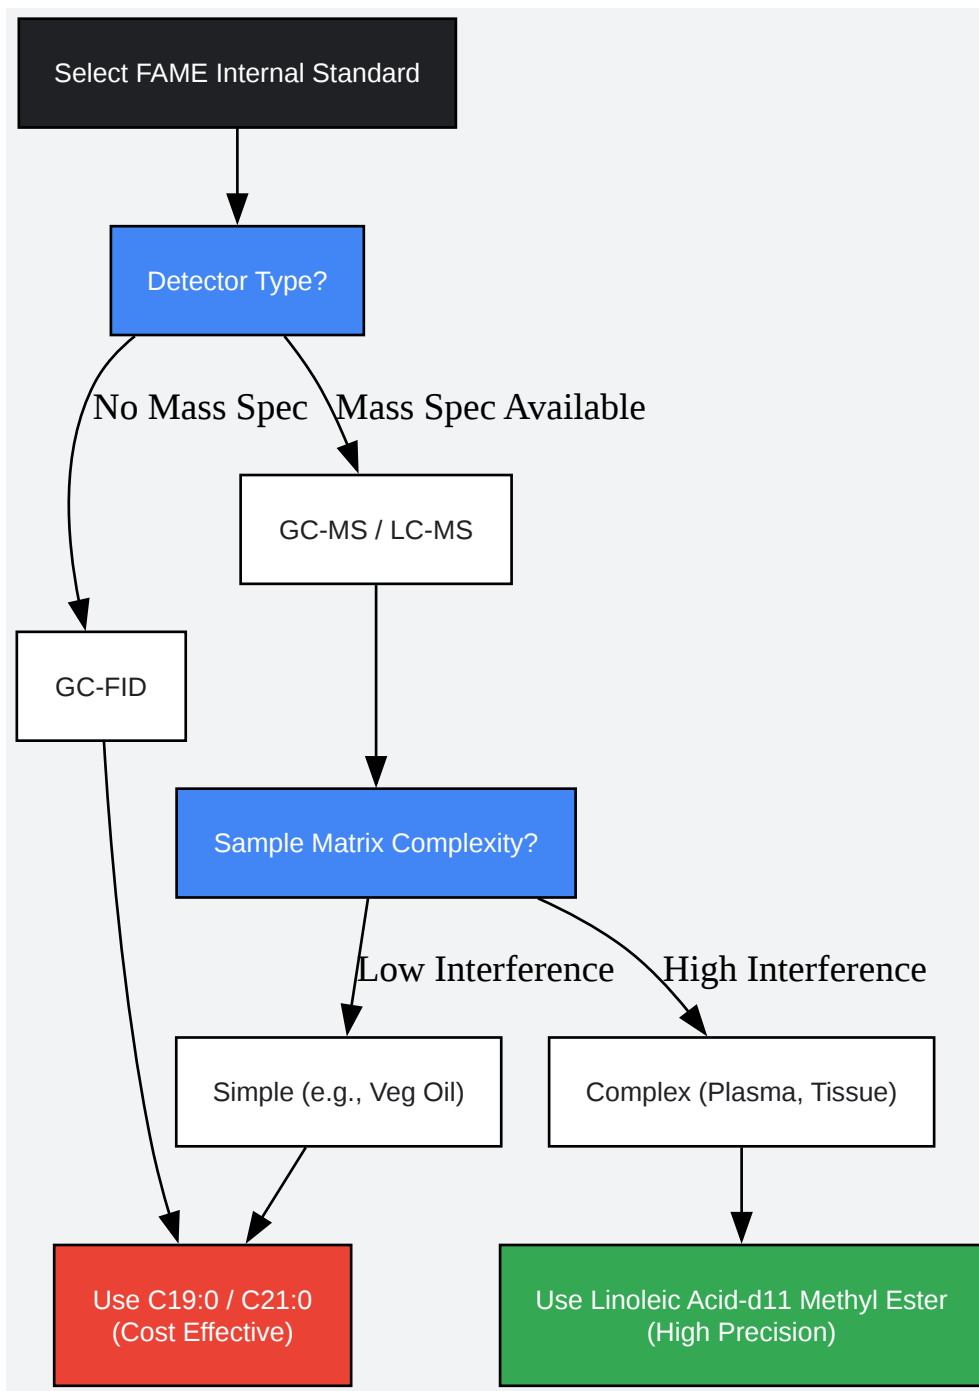 Select FAME Internal Standard
Detector Type?
No Mass Spec
Mass Spec Available
GC-MS / LC-MS
GC-FID
Sample Matrix Complexity?
Low Interference
High Interference
Simple (e.g., Veg Oil)
Complex (Plasma, Tissue)
Use C19:0 / C21:0
(Cost Effective)
Use Linoleic Acid-d11 Methyl Ester
(High Precision)